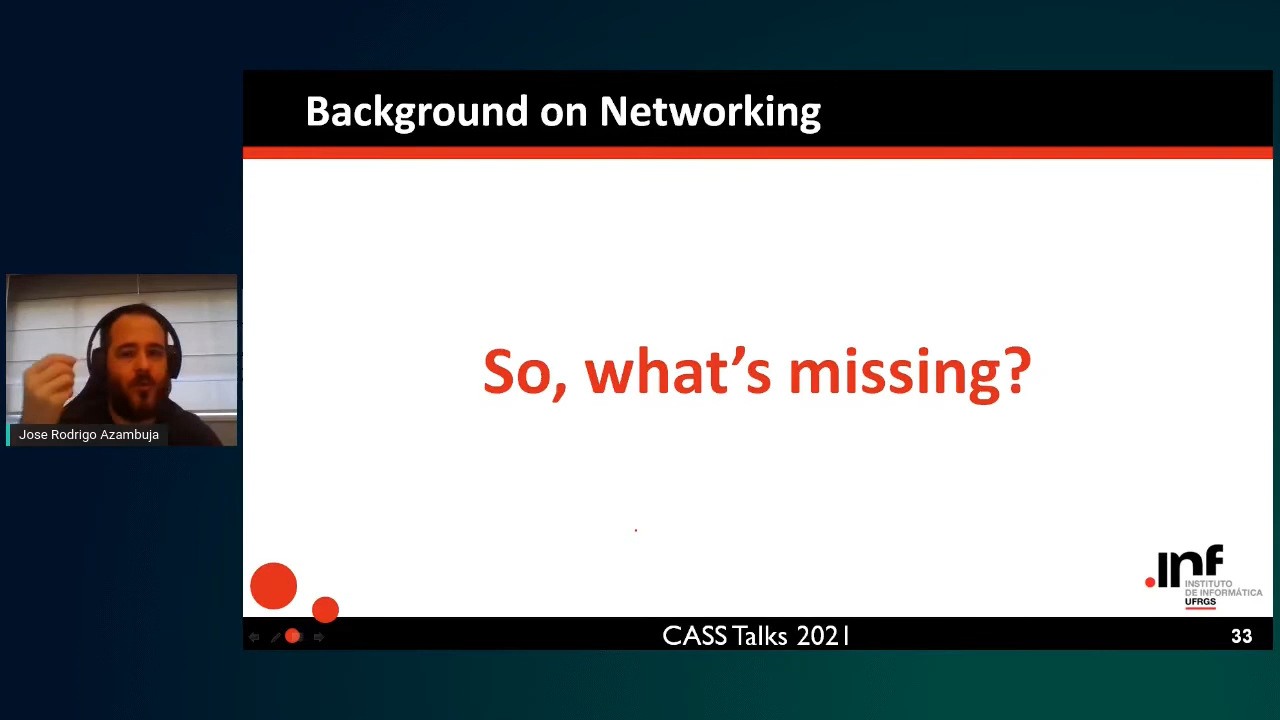 Background on Networking
So, what's missing?
Jose Rodrigo Azambuja
.inf
INSTITUTO
DE INFORMÁTICA
UFRGS
CASS Talks 2021
33